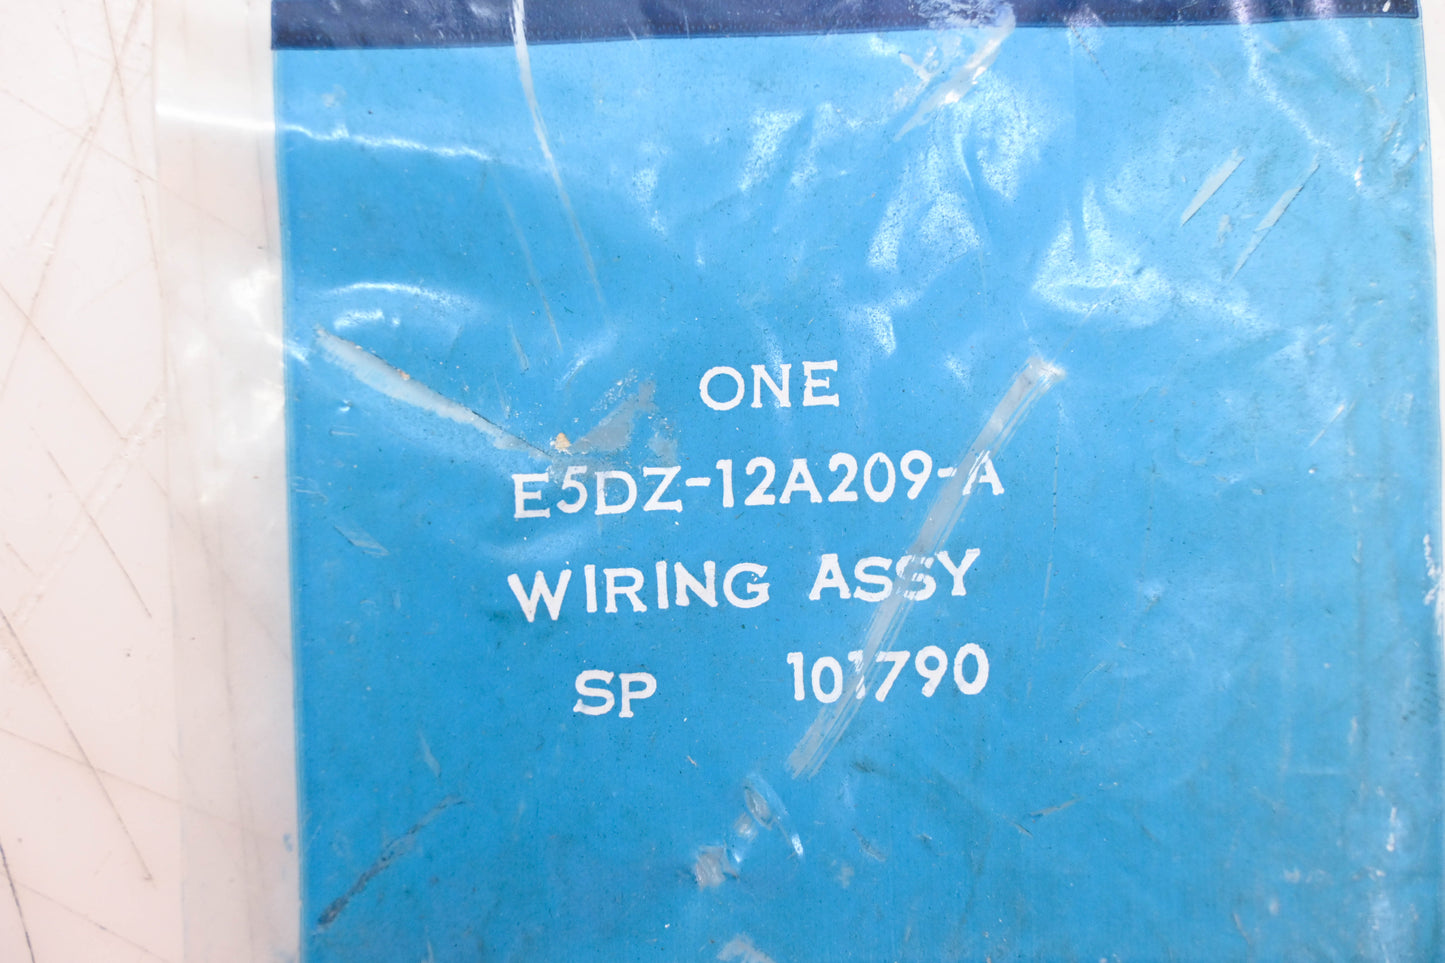 ONE
E5DZ-12A209-A
WIRING ASSY
SP 101790